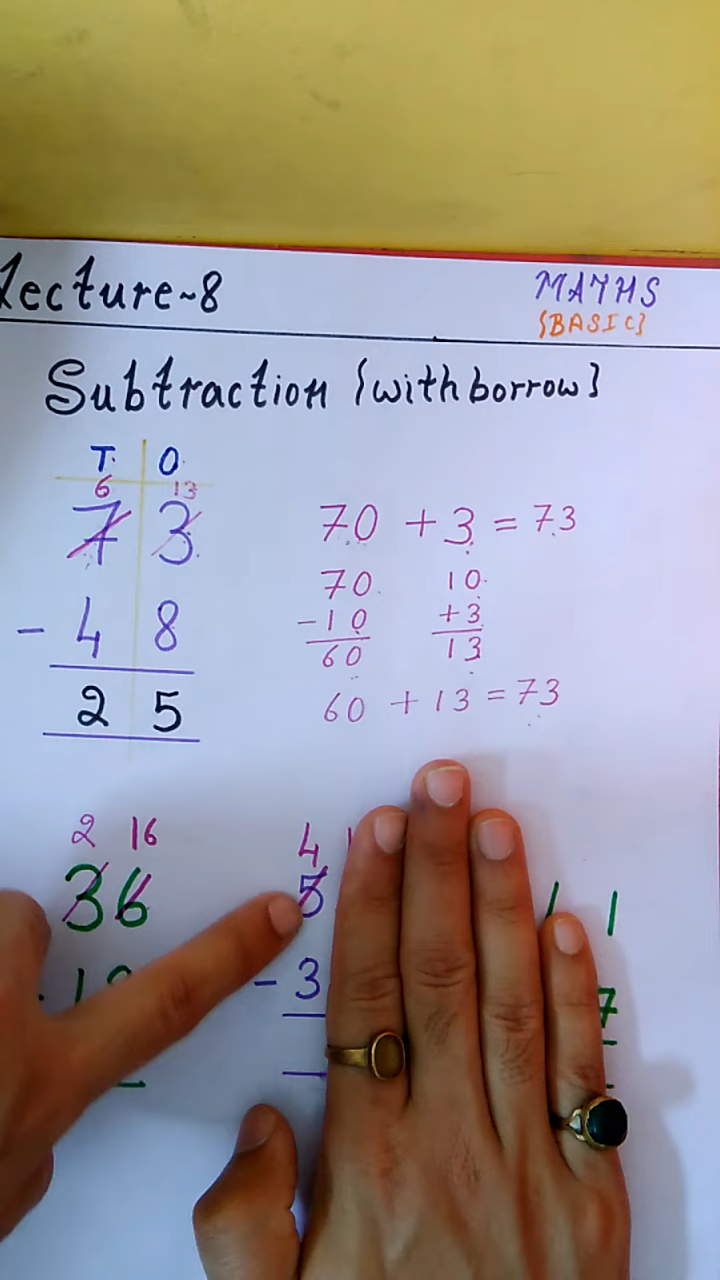 Lecture~8
MATHS
{BASIC}
Subtraction {with borrow}
T. O.
6 13
7 3
- 4 8
2 5
70 + 3 = 73
70 10
-10 +3
60 13
60 + 13 = 73
2 16
36
4
5
- 3
1 1
7